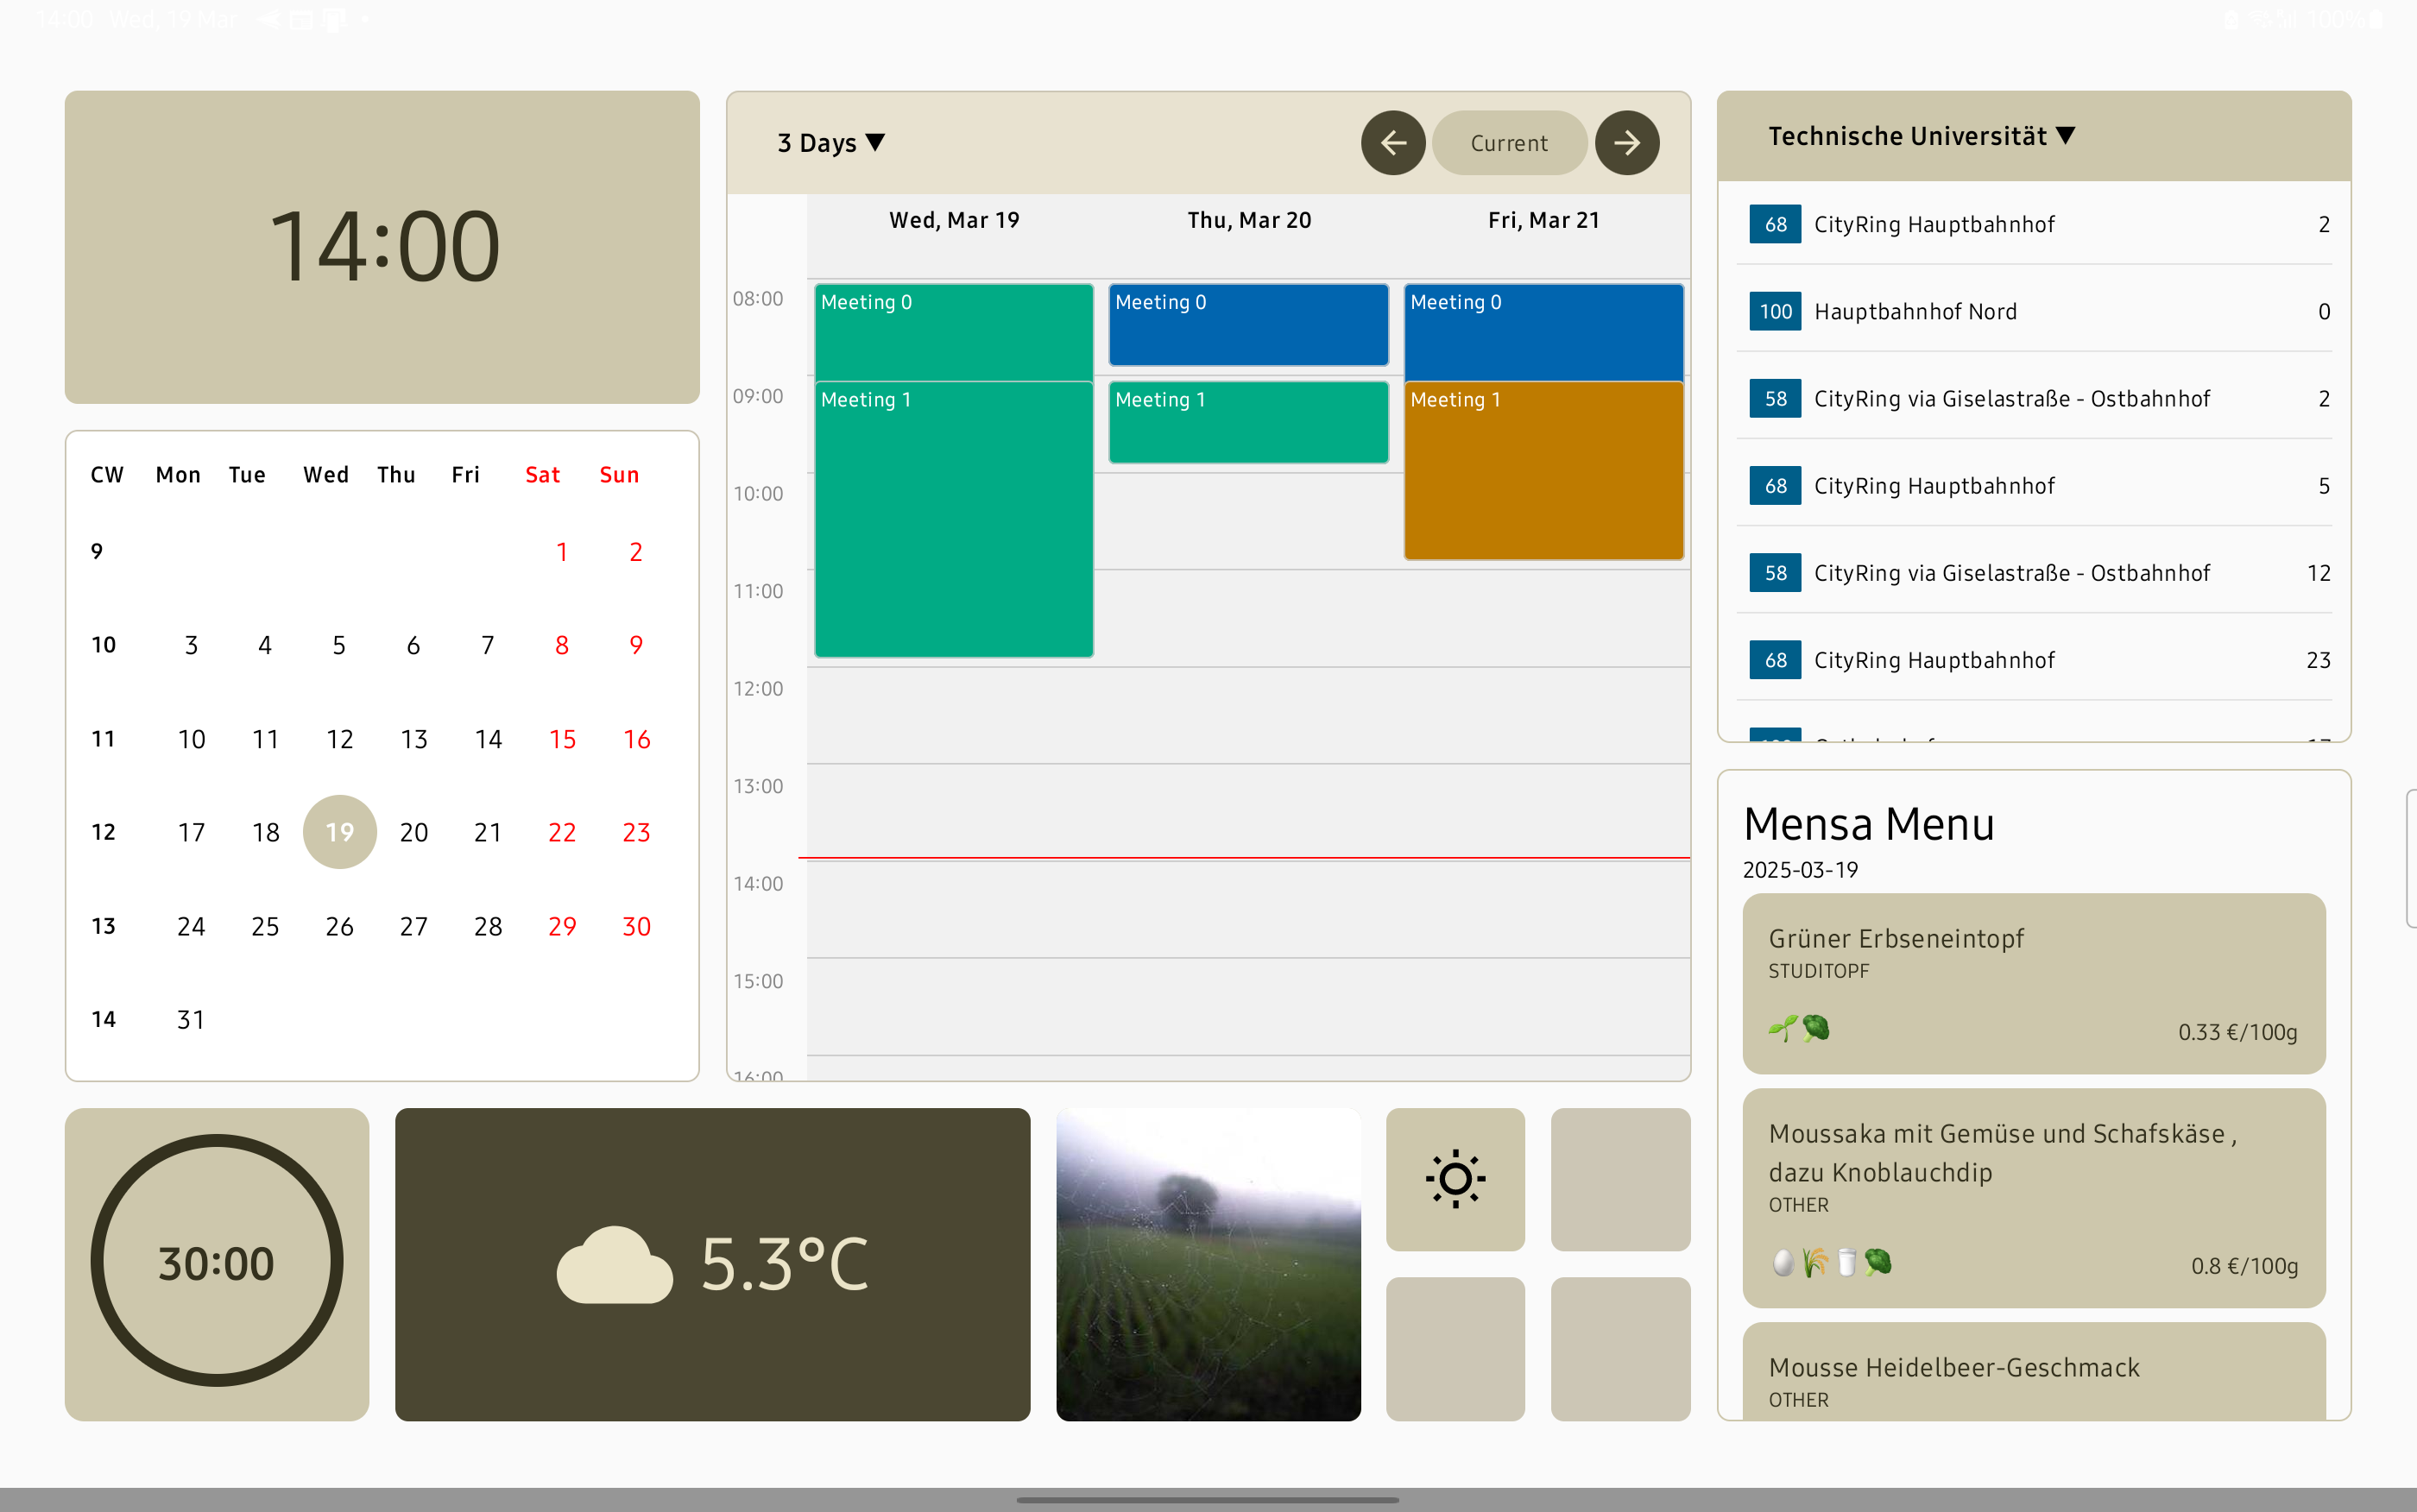 14:00 Wed, 19 Mar
100%
14:00
CW Mon Tue Wed Thu Fri Sat Sun
9 1 2
10 3 4 5 6 7 8 9
11 10 11 12 13 14 15 16
12 17 18 19 20 21 22 23
13 24 25 26 27 28 29 30
14 31
30:00
5.3°C
3 Days ▼
Current
Wed, Mar 19 Thu, Mar 20 Fri, Mar 21
08:00 Meeting 0 Meeting 0 Meeting 0
09:00 Meeting 1 Meeting 1 Meeting 1
10:00
11:00
12:00
13:00
14:00
15:00
16:00
Technische Universität ▼
68 CityRing Hauptbahnhof 2
100 Hauptbahnhof Nord 0
58 CityRing via Giselastraße - Ostbahnhof 2
68 CityRing Hauptbahnhof 5
58 CityRing via Giselastraße - Ostbahnhof 12
68 CityRing Hauptbahnhof 23
Mensa Menu
2025-03-19
Grüner Erbseneintopf
STUDITOPF
0.33 €/100g
Moussaka mit Gemüse und Schafskäse ,
dazu Knoblauchdip
OTHER
0.8 €/100g
Mousse Heidelbeer-Geschmack
OTHER